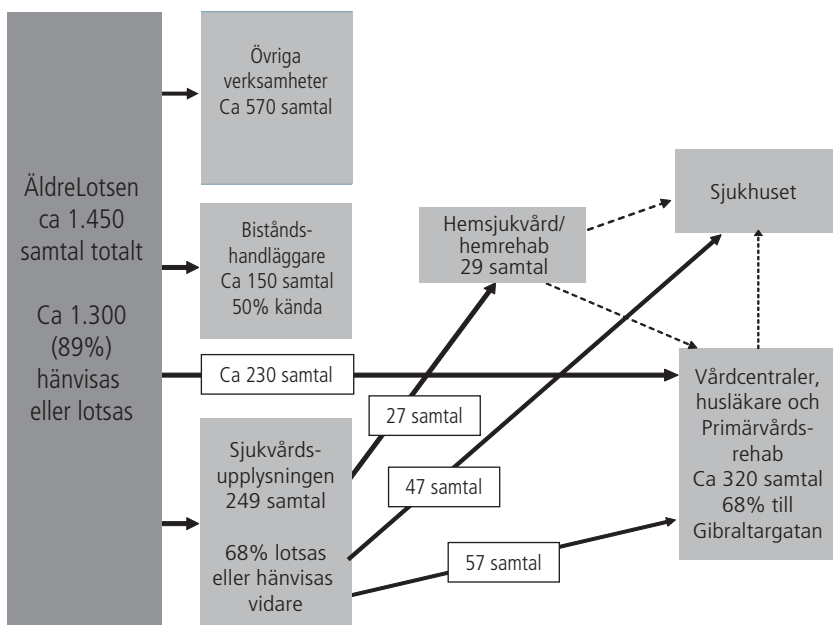 ÄldreLotsen
ca 1.450
samtal totalt
Ca 1.300
(89%)
hänvisas
eller lotsas
Övriga
verksamheter
Ca 570 samtal
Bistånds-
handläggare
Ca 150 samtal
50% kända
Ca 230 samtal
Sjukvårds-
upplysningen
249 samtal
68% lotsas
eller hänvisas
vidare
Hemsjukvård/
hemrehab
29 samtal
27 samtal
47 samtal
57 samtal
Sjukhuset
Vårdcentraler,
husläkare och
Primärvårds-
rehab
Ca 320 samtal
68% till
Gibraltargatan